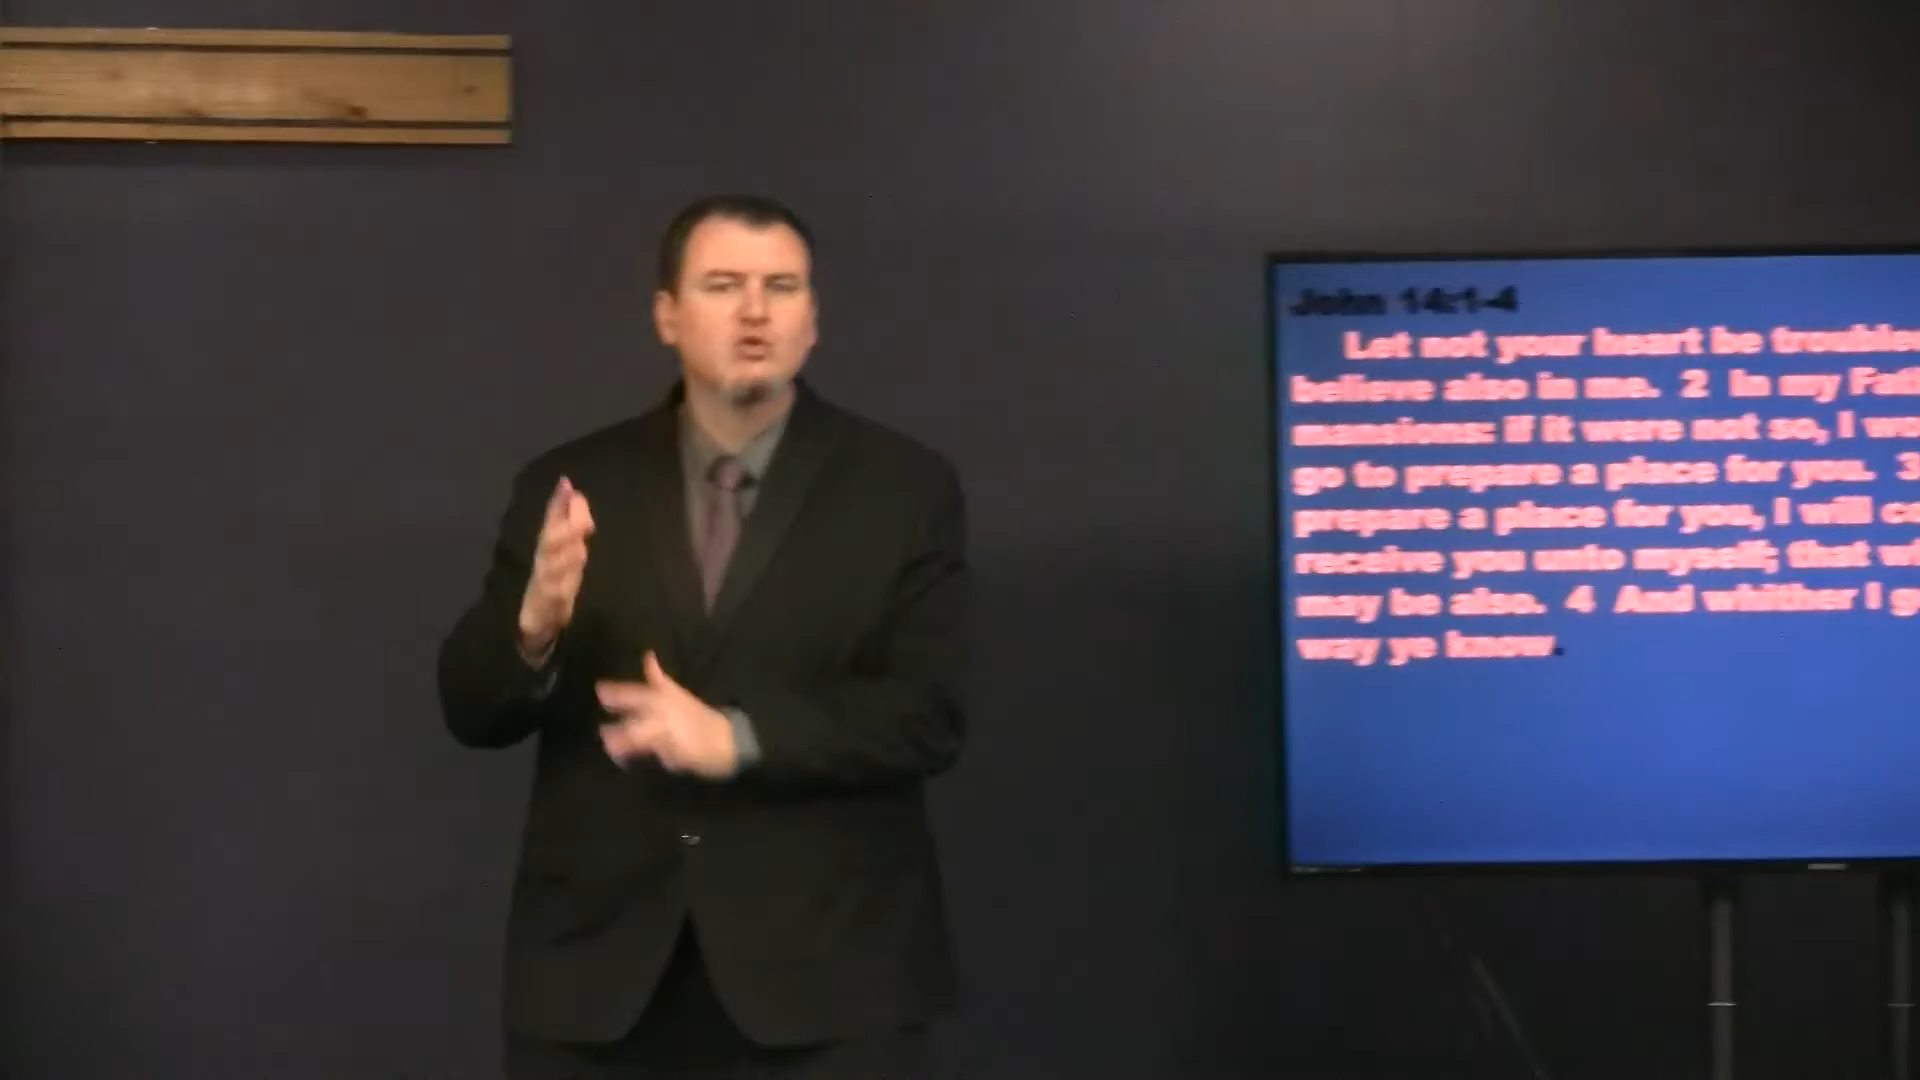 John 14:1-4
Let not your heart be trouble
believe also in me. 2 In my Fat
mansions: if it were not so, I wo
go to prepare a place for you. 3
prepare a place for you, I will co
receive you unto myself; that w
may be also. 4 And whither I g
way ye know.